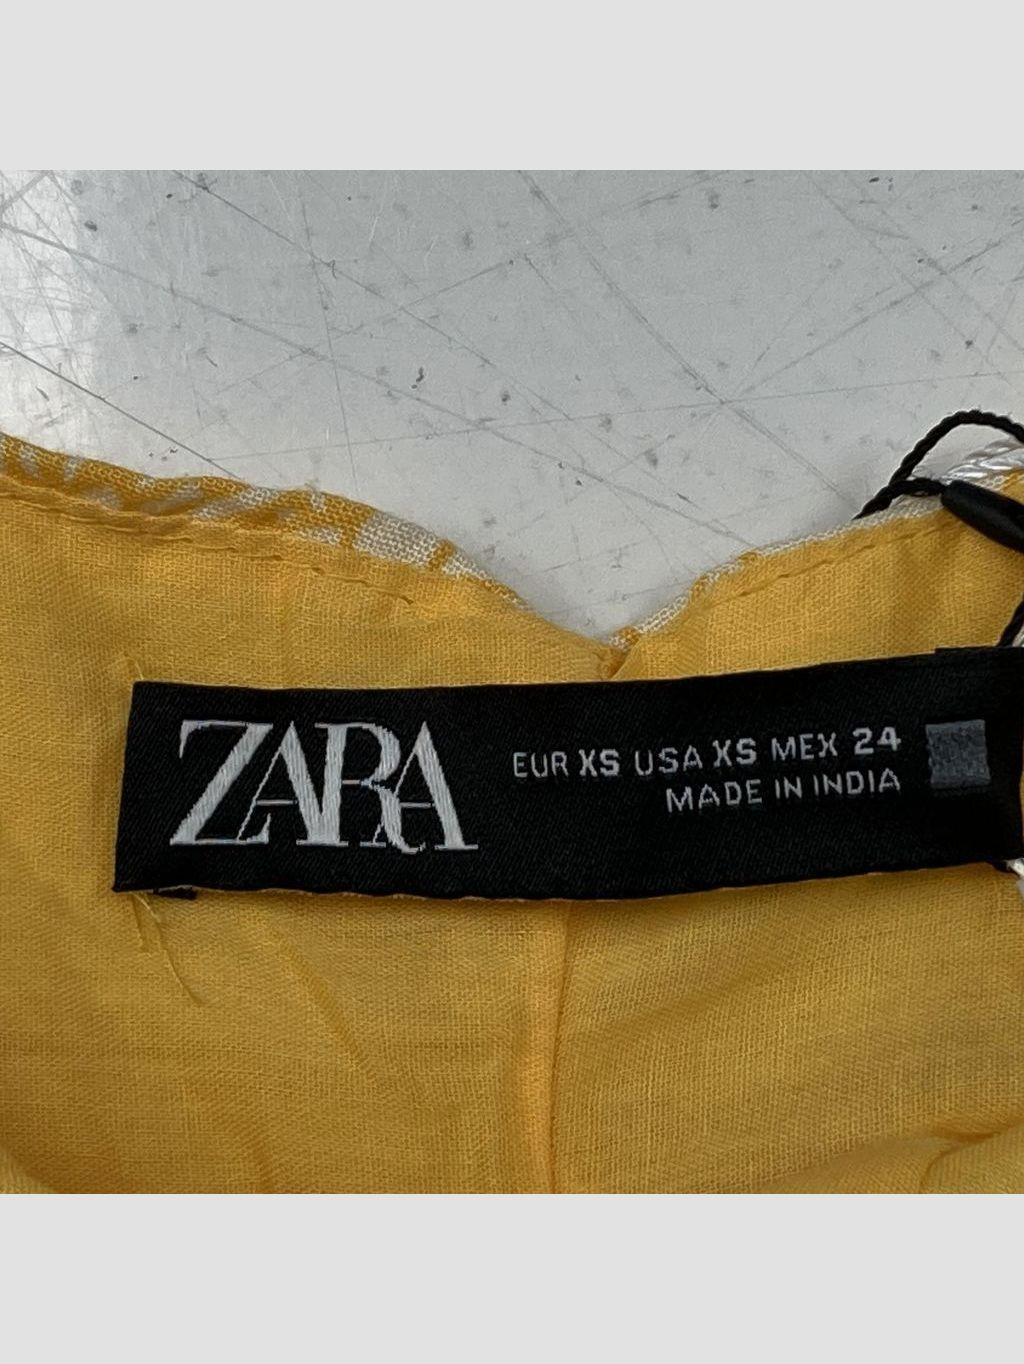 ZARA
EUR XS USA XS MEX 24
MADE IN INDIA